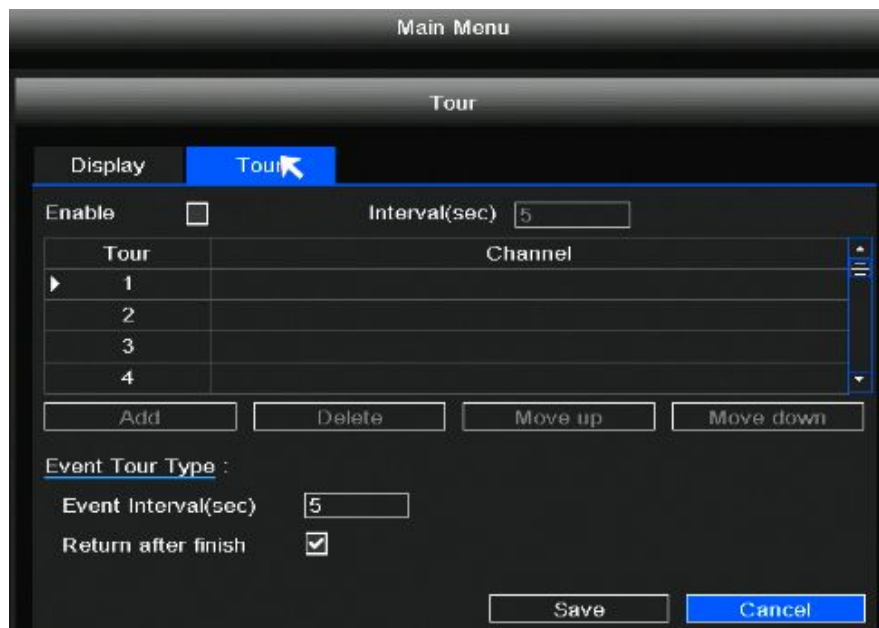 Main Menu
Tour
Display Tour
Enable Interval(sec) 5
Tour Channel
1
2
3
4
Add Delete Move up Move down
Event Tour Type :
Event Interval(sec) 5
Return after finish
Save Cancel